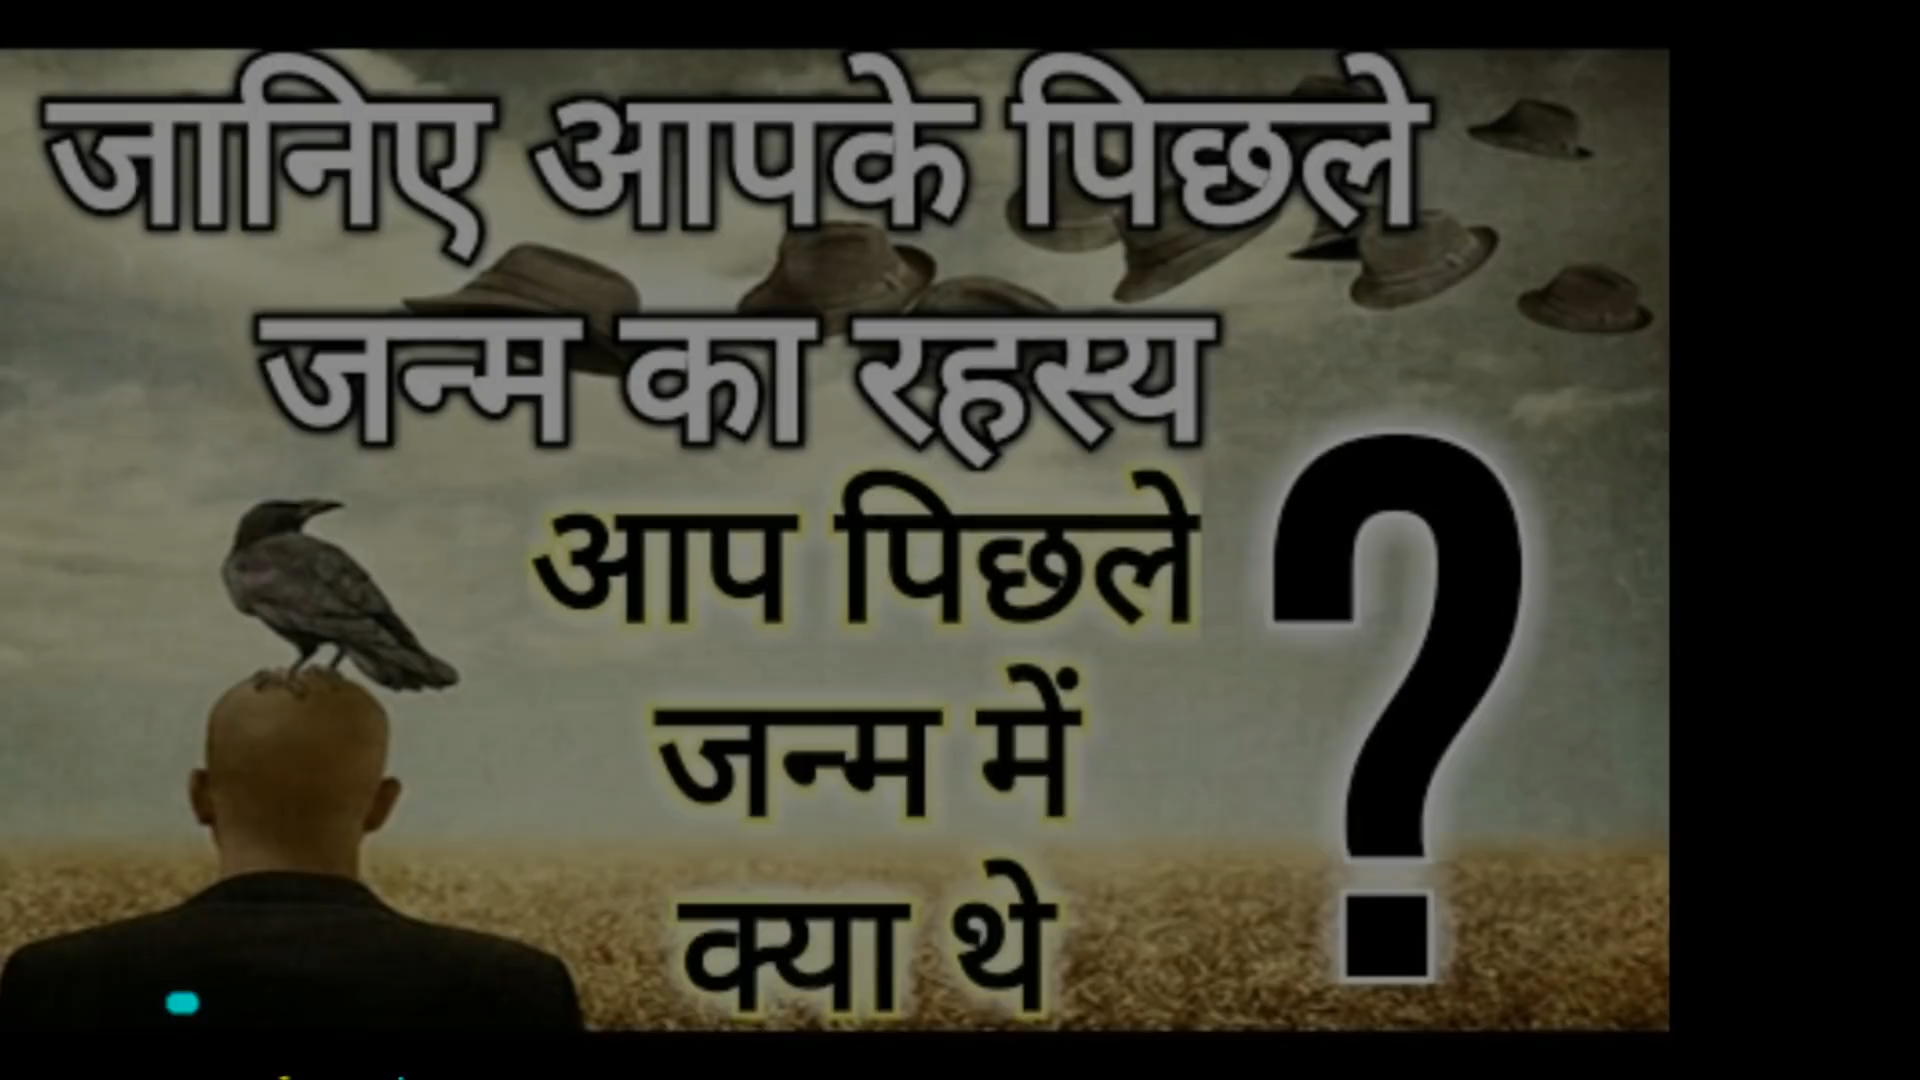 जानिए आपके पिछले
जन्म का रहस्य
आप पिछले
जन्म में
क्या थे
?